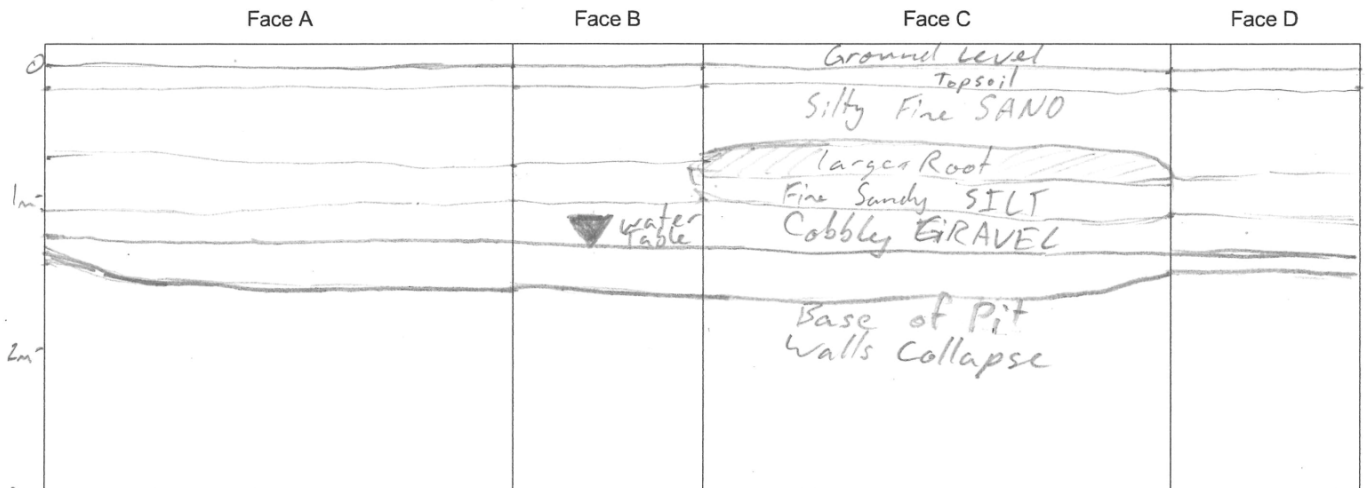 Face A Face B Face C Face D
0
Ground Level
Topsoil
Silty Fine SAND
Larger Root
1m
Fine Sandy SILT
Water
Table
Cobbly GRAVEL
Base of Pit
2m
Walls Collapse